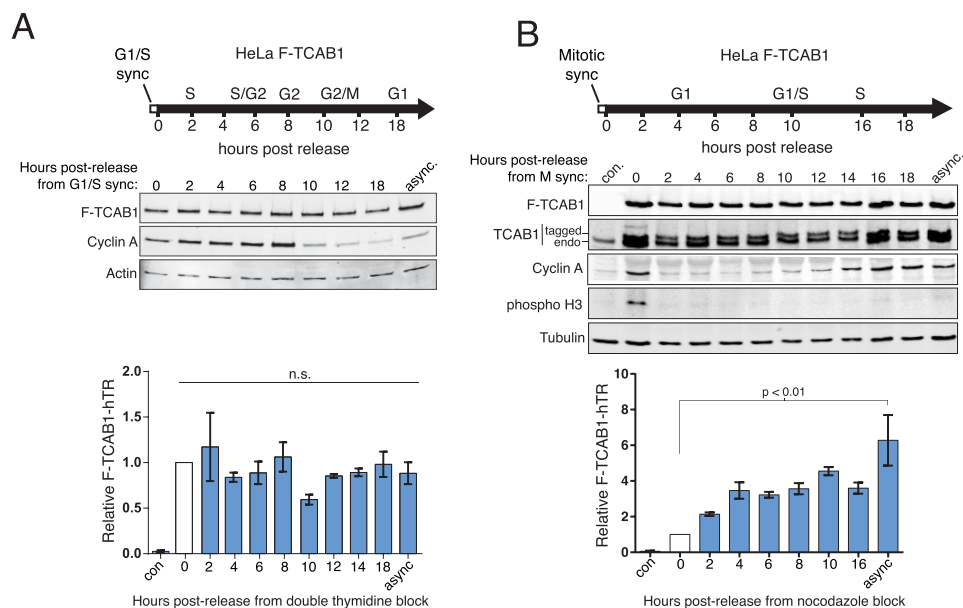 A
G1/S
sync
HeLa F-TCAB1
S S/G2 G2 G2/M G1
0 2 4 6 8 10 12 18
hours post release
Hours post-release
from G1/S sync: 0 2 4 6 8 10 12 18 async.
F-TCAB1
Cyclin A
Actin
Relative F-TCAB1-hTR
n.s.
2.0
1.5
1.0
0.5
0.0
con 0 2 4 6 8 10 12 14 18 async
Hours post-release from double thymidine block
B
Mitotic
sync
HeLa F-TCAB1
G1 G1/S S
0 2 4 6 8 10 16 18
hours post release
Hours post-release
from M sync: con. 0 2 4 6 8 10 12 14 16 18 async.
F-TCAB1
TCAB1 tagged
endo
Cyclin A
phospho H3
Tubulin
Relative F-TCAB1-hTR
p < 0.01
10
8
6
4
2
0
con 0 2 4 6 8 10 16 async
Hours post-release from nocodazole block